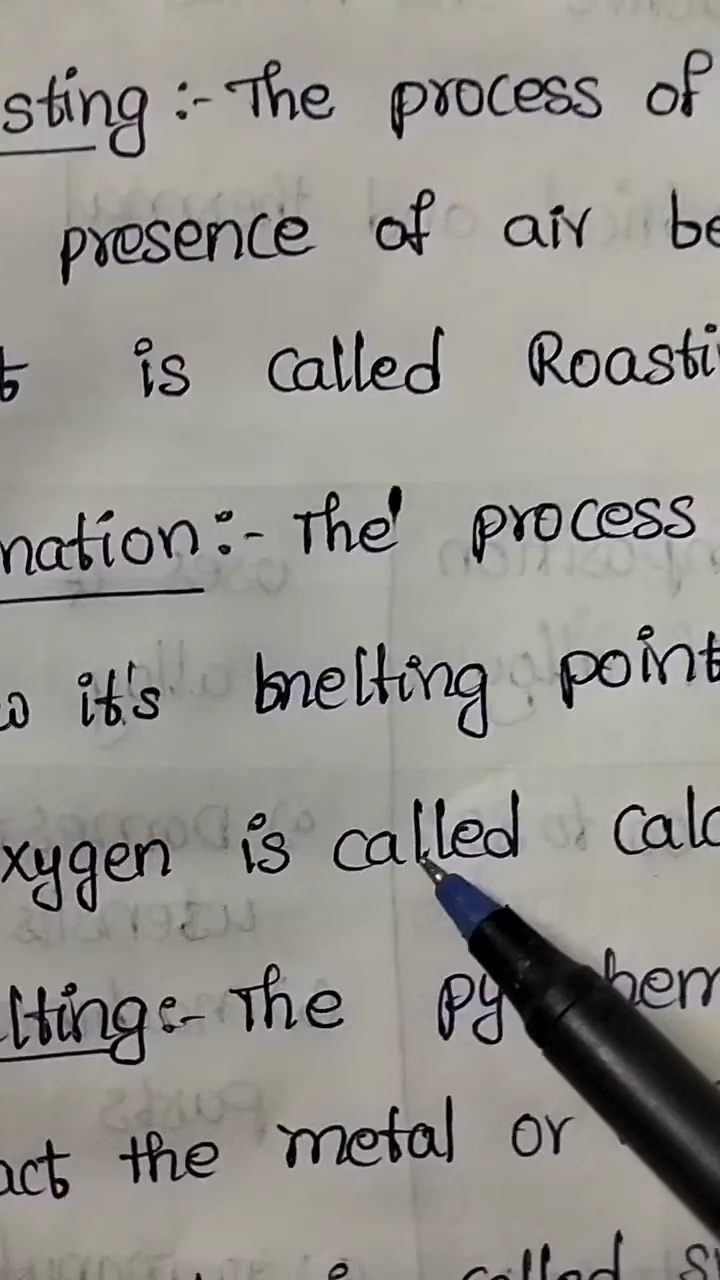 sting :- The process of
presence of air be
t is called Roasti
nation :- The process
it's melting point
xygen is called Calc
lting :- The
act the metal or
called